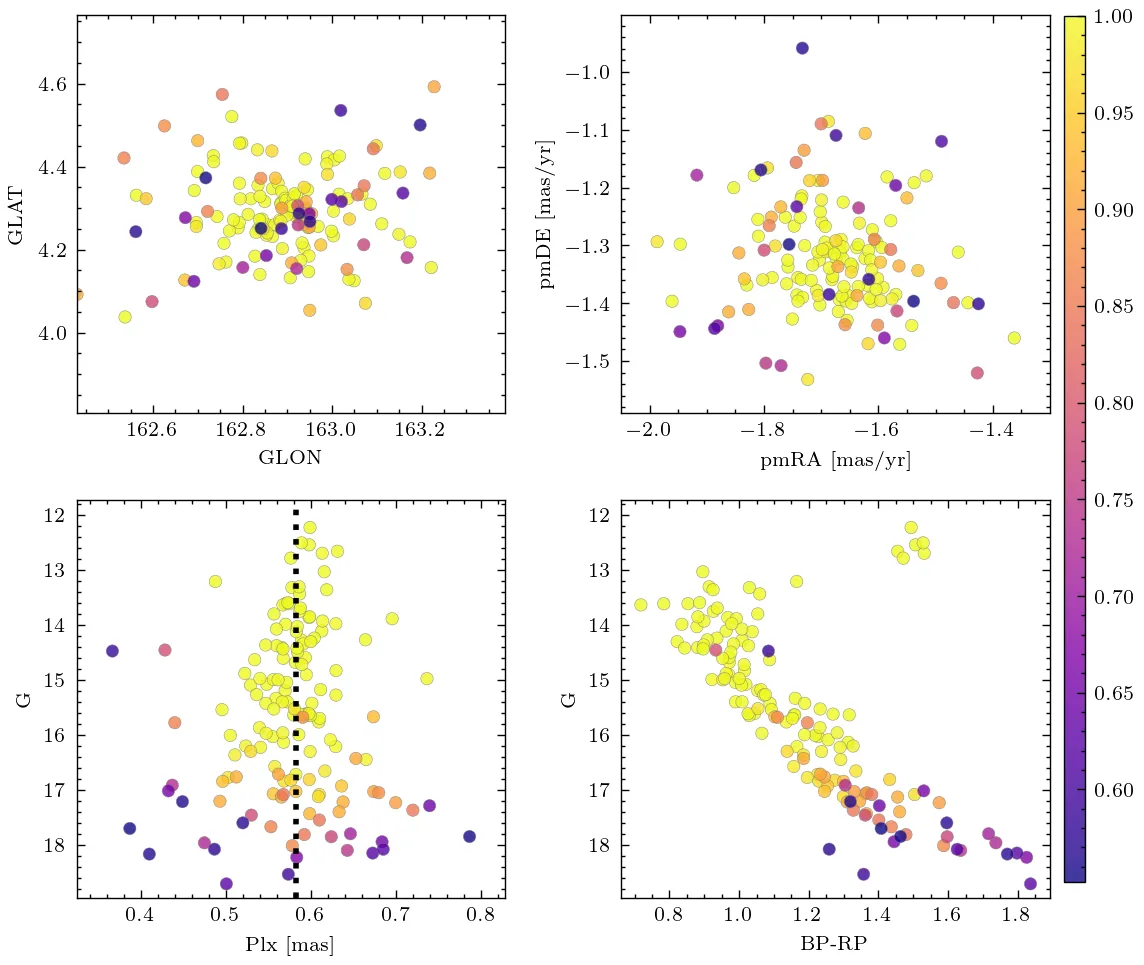 4.6
4.4
4.2
4.0
GLAT
162.6 162.8 163.0 163.2
GLON
−1.0
−1.1
−1.2
−1.3
−1.4
−1.5
pmDE [mas/yr]
−2.0 −1.8 −1.6 −1.4
pmRA [mas/yr]
12
13
14
15
16
17
18
G
0.4 0.5 0.6 0.7 0.8
Plx [mas]
12
13
14
15
16
17
18
G
0.8 1.0 1.2 1.4 1.6 1.8
BP-RP
1.00
0.95
0.90
0.85
0.80
0.75
0.70
0.65
0.60